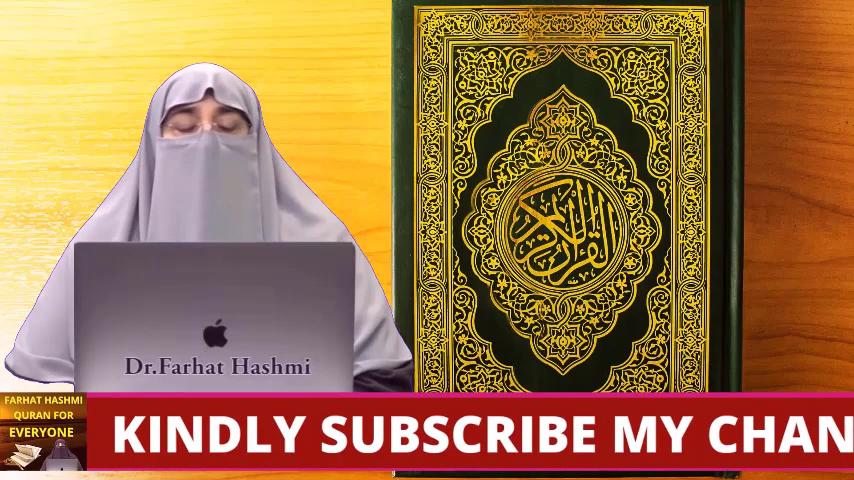 القرآن الكريم
Dr.Farhat Hashmi
FARHAT HASHMI
QURAN FOR
EVERYONE
KINDLY SUBSCRIBE MY CHAN